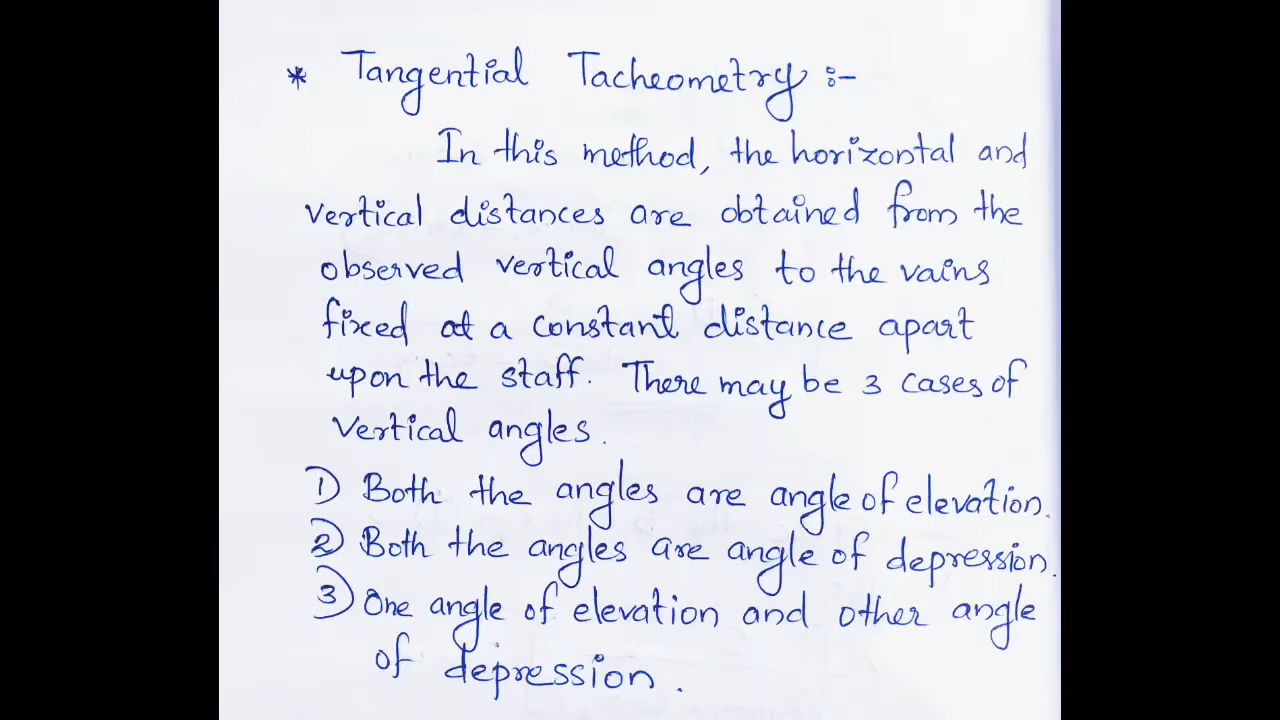 * Tangential Tacheometry :-
In this method, the horizontal and
vertical distances are obtained from the
observed vertical angles to the vains
fixed at a constant distance apart
upon the staff. There may be 3 cases of
vertical angles.
1) Both the angles are angle of elevation.
2) Both the angles are angle of depression.
3) One angle of elevation and other angle
of depression.